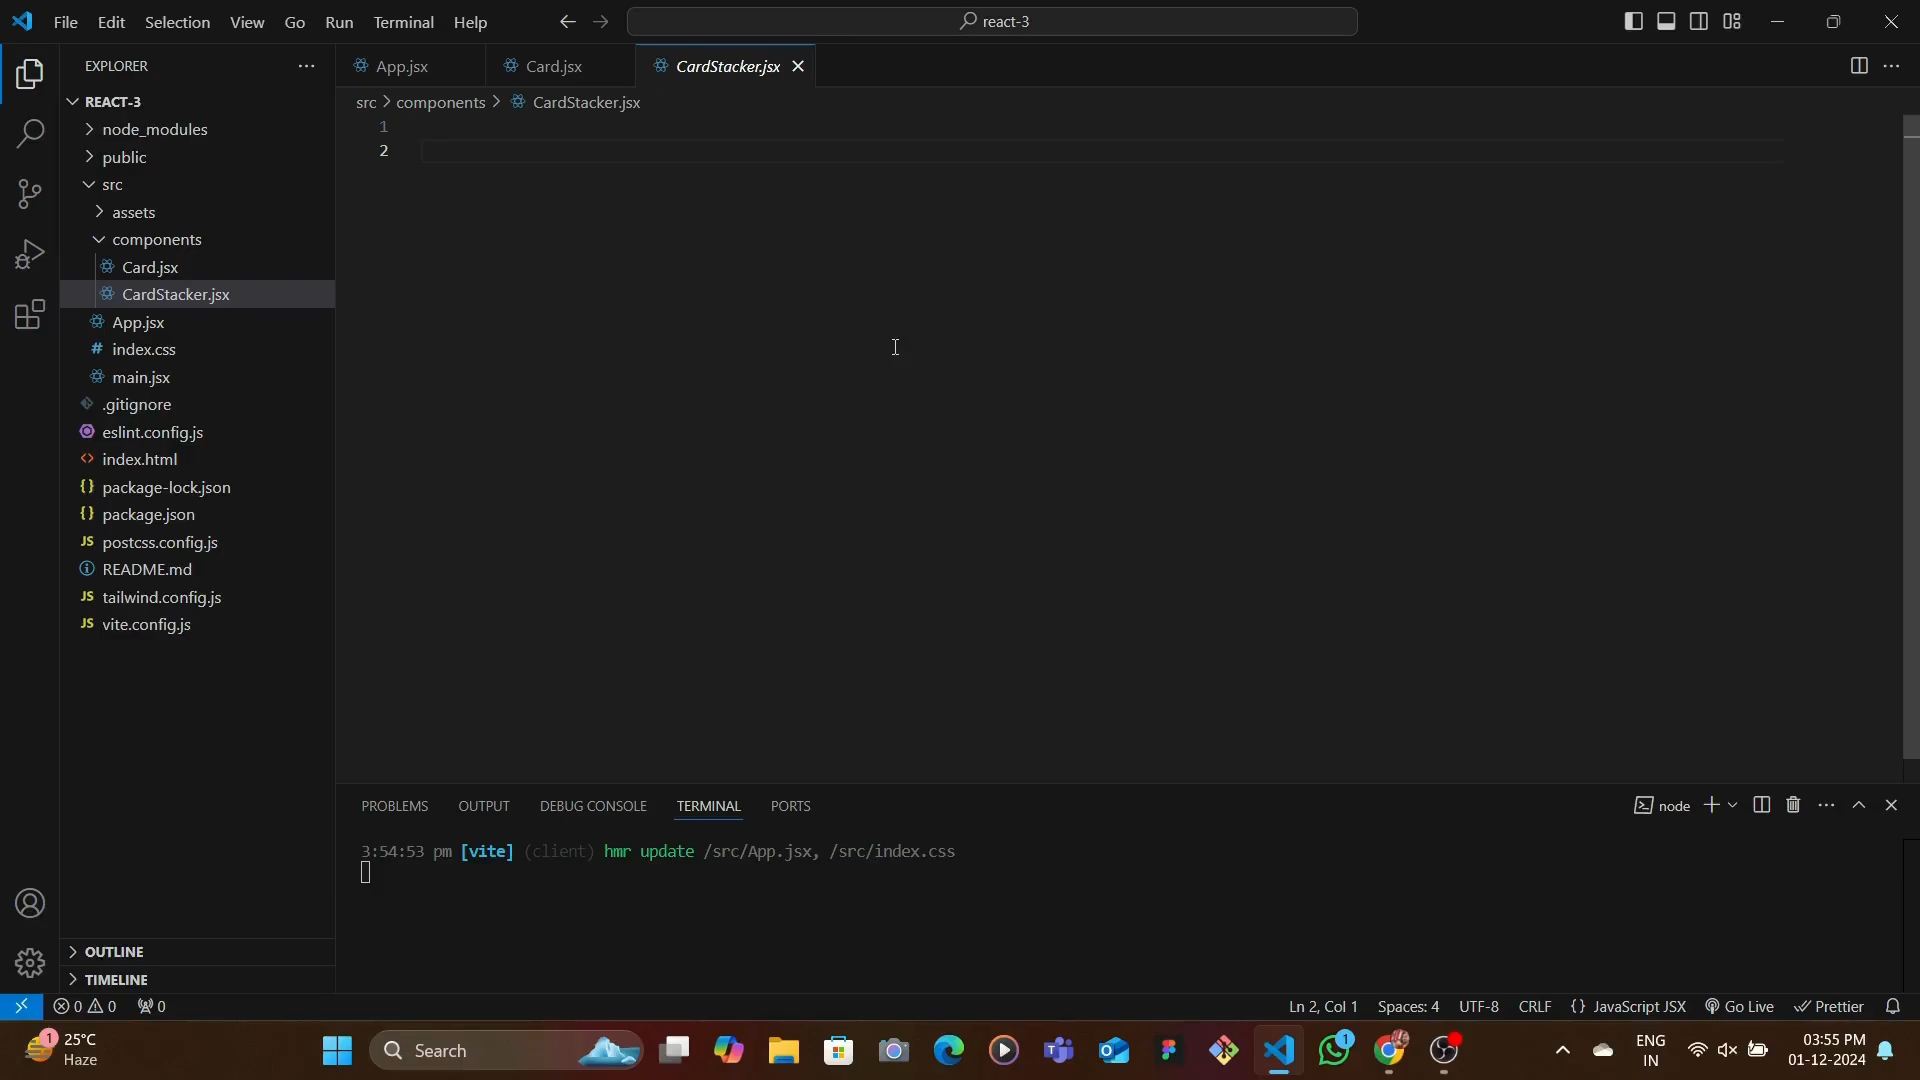 File Edit Selection View Go Run Terminal Help
react-3
EXPLORER
REACT-3
node_modules
public
src
assets
components
Card.jsx
CardStacker.jsx
App.jsx
# index.css
main.jsx
.gitignore
eslint.config.js
<> index.html
{} package-lock.json
{} package.json
JS postcss.config.js
README.md
JS tailwind.config.js
JS vite.config.js
OUTLINE
TIMELINE
App.jsx Card.jsx CardStacker.jsx
src > components > CardStacker.jsx
1
2
PROBLEMS OUTPUT DEBUG CONSOLE TERMINAL PORTS
node
3:54:53 pm [vite] (client) hmr update /src/App.jsx, /src/index.css
0 0 0
Ln 2, Col 1 Spaces: 4 UTF-8 CRLF {} JavaScript JSX Go Live Prettier
1 25°C
Haze
Search
1
ENG
IN
03:55 PM
01-12-2024